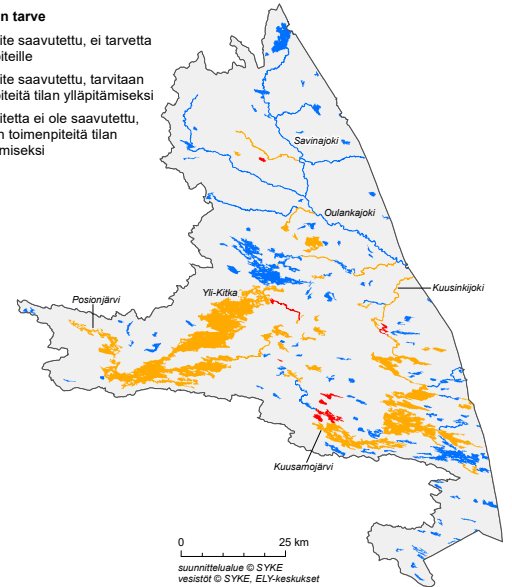 n tarve
ite saavutettu, ei tarvetta
piteille
ite saavutettu, tarvitaan
piteitä tilan ylläpitämiseksi
itetta ei ole saavutettu,
n toimenpiteitä tilan
miseksi
Savinajoki
Oulankajoki
Kuusinkijoki
Yli-Kitka
Posionjärvi
Kuusamojärvi
0 25 km
suunnittelualue © SYKE
vesistöt © SYKE, ELY-keskukset